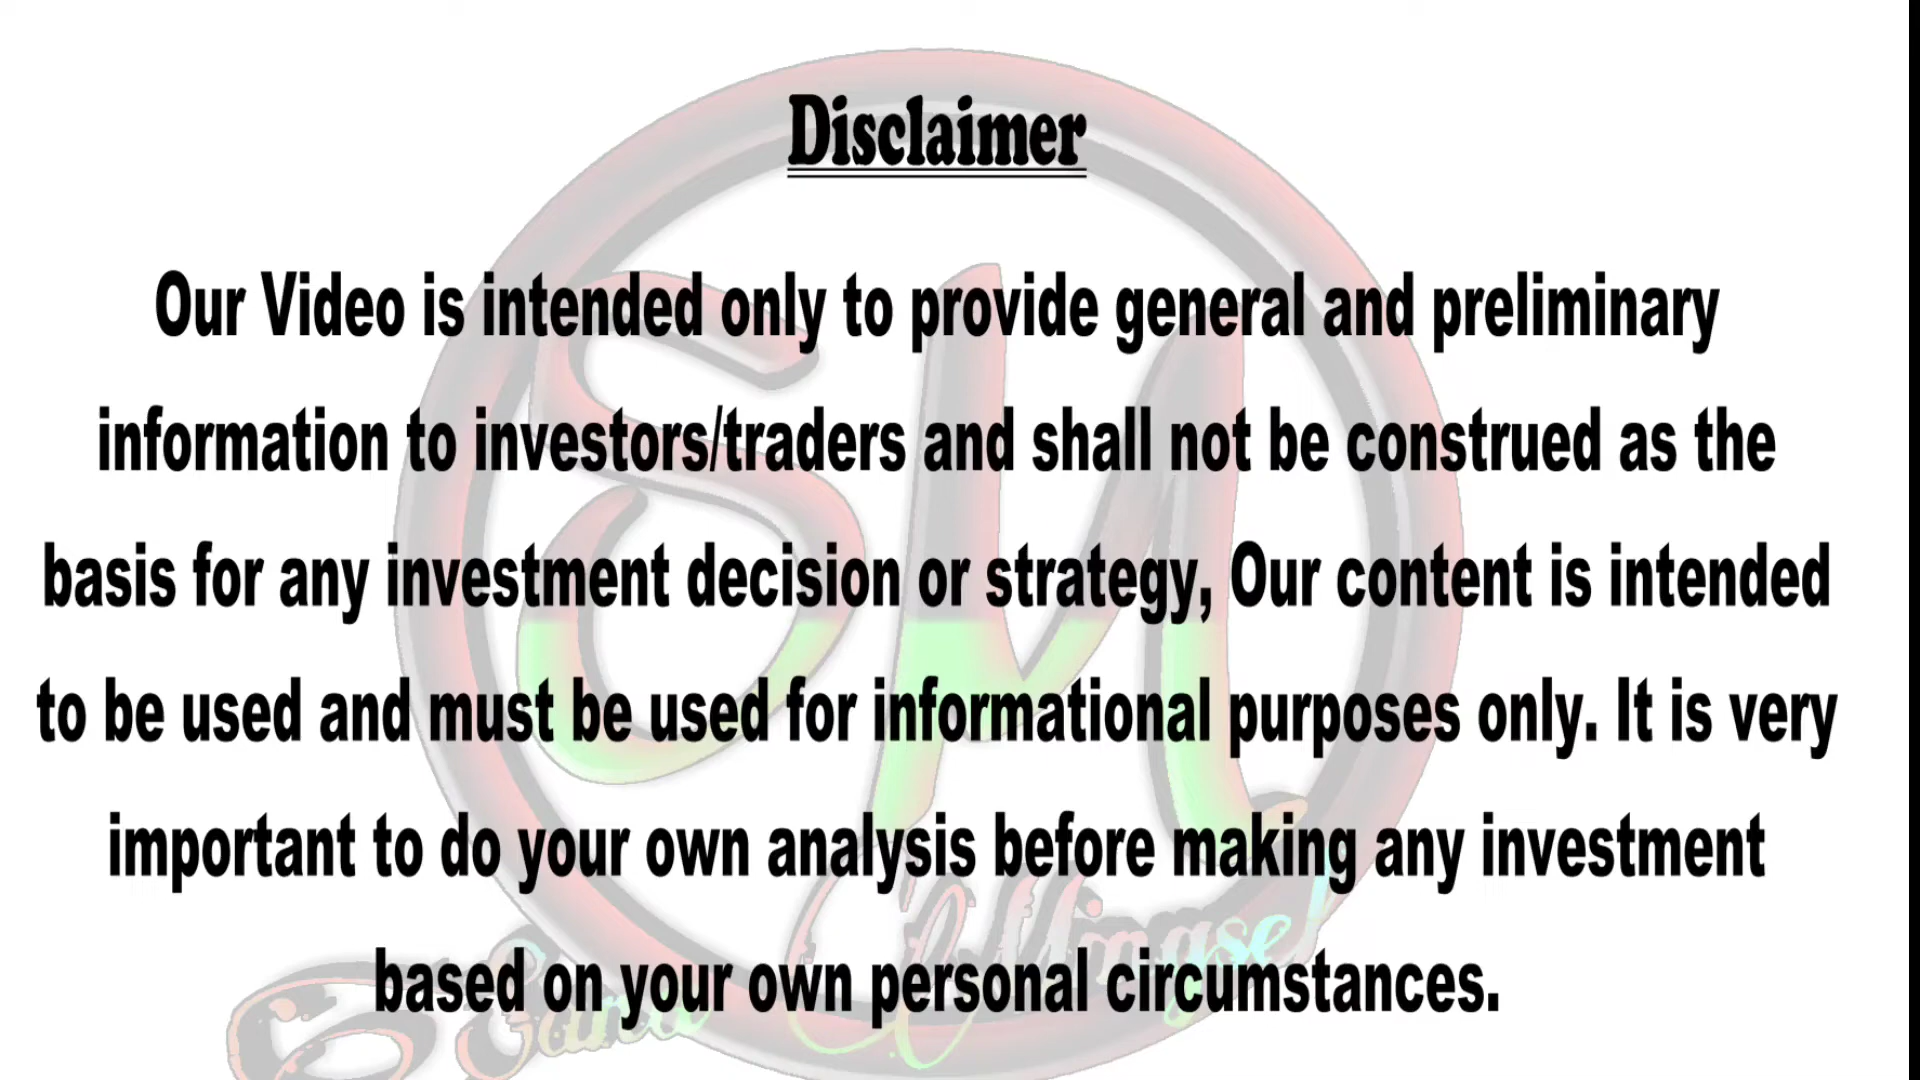 Disclaimer
Our Video is intended only to provide general and preliminary
information to investors/traders and shall not be construed as the
basis for any investment decision or strategy, Our content is intended
to be used and must be used for informational purposes only. It is very
important to do your own analysis before making any investment
based on your own personal circumstances.
SM